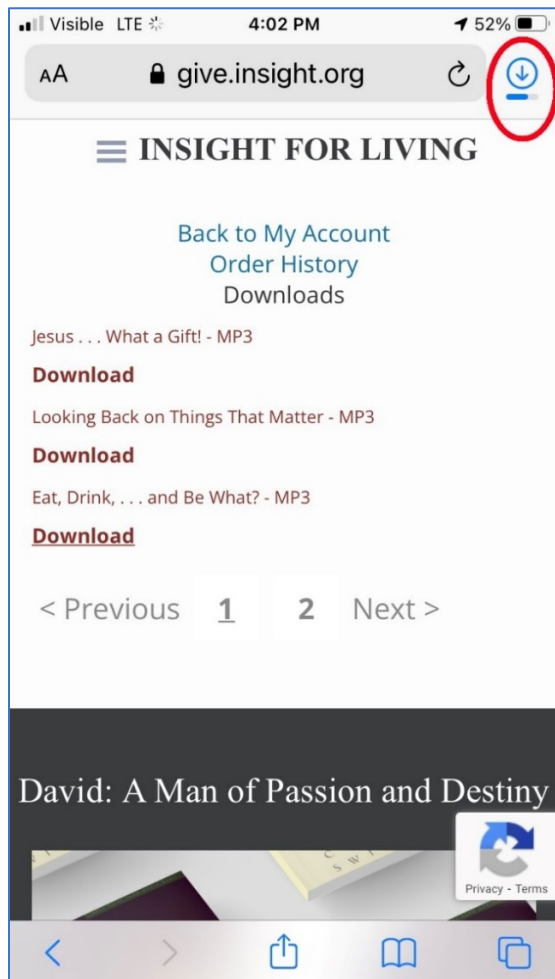 Visible LTE 4:02 PM 52%
AA give.insight.org
INSIGHT FOR LIVING
Back to My Account
Order History
Downloads
Jesus . . . What a Gift! - MP3
Download
Looking Back on Things That Matter - MP3
Download
Eat, Drink, . . . and Be What? - MP3
Download
< Previous 1 2 Next >
David: A Man of Passion and Destiny
Privacy - Terms